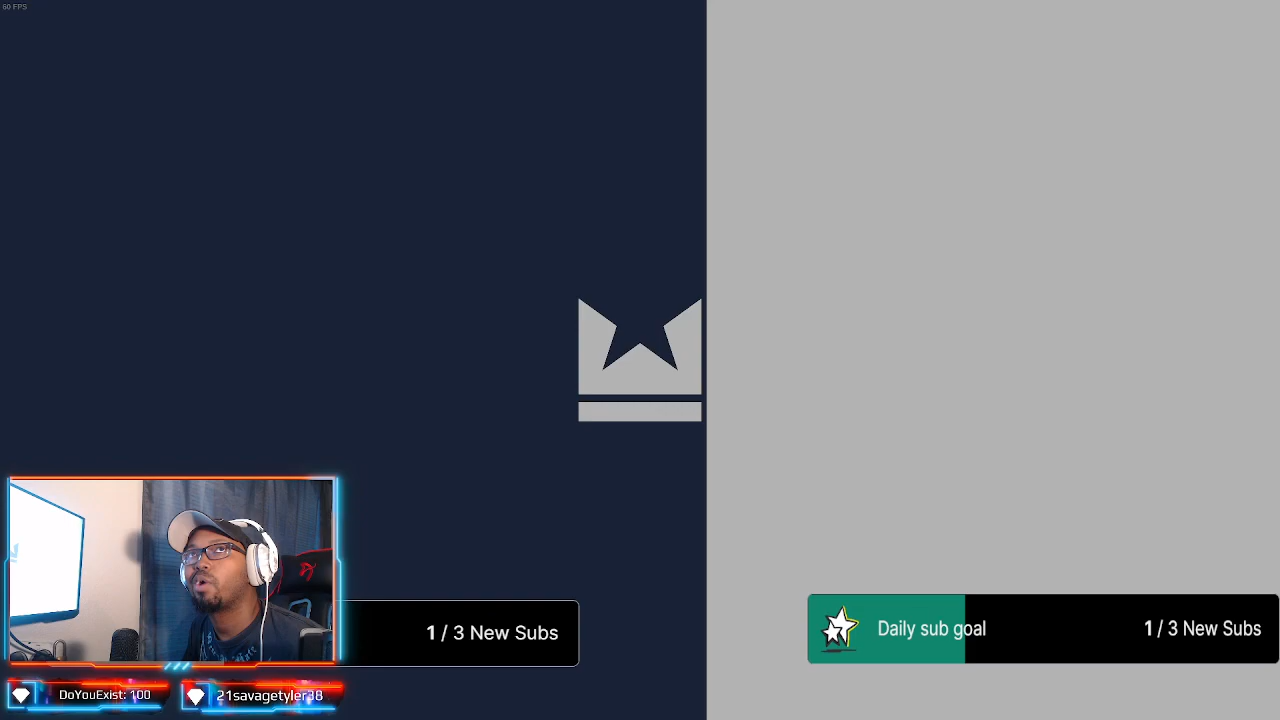 60 FPS
1 / 3 New Subs
Daily sub goal
1 / 3 New Subs
DoYouExist: 100
21savagetyler38